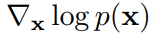 ∇ₓ log p(x)